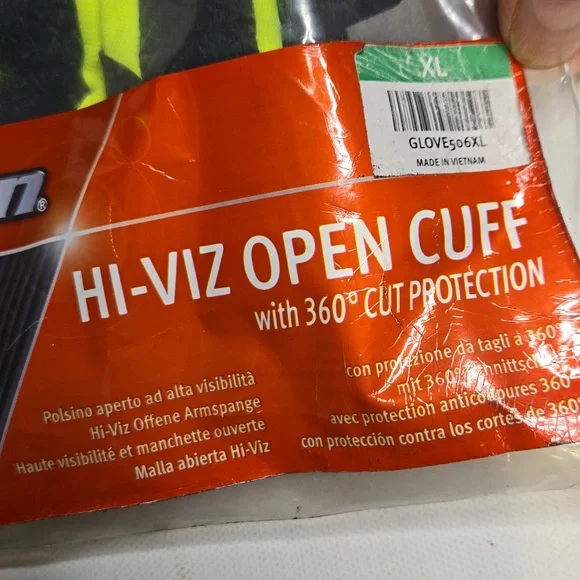 XL
GLOVE506XL
MADE IN VIETNAM
n®
HI-VIZ OPEN CUFF
with 360° CUT PROTECTION
Polsino aperto ad alta visibilità
Hi-Viz Offene Armspange
Haute visibilité et manchette ouverte
Malla abierta Hi-Viz
con protezione da tagli à 360°
mit 360°
avec protection anticoupures 360°
con protección contra los cortes de 360°